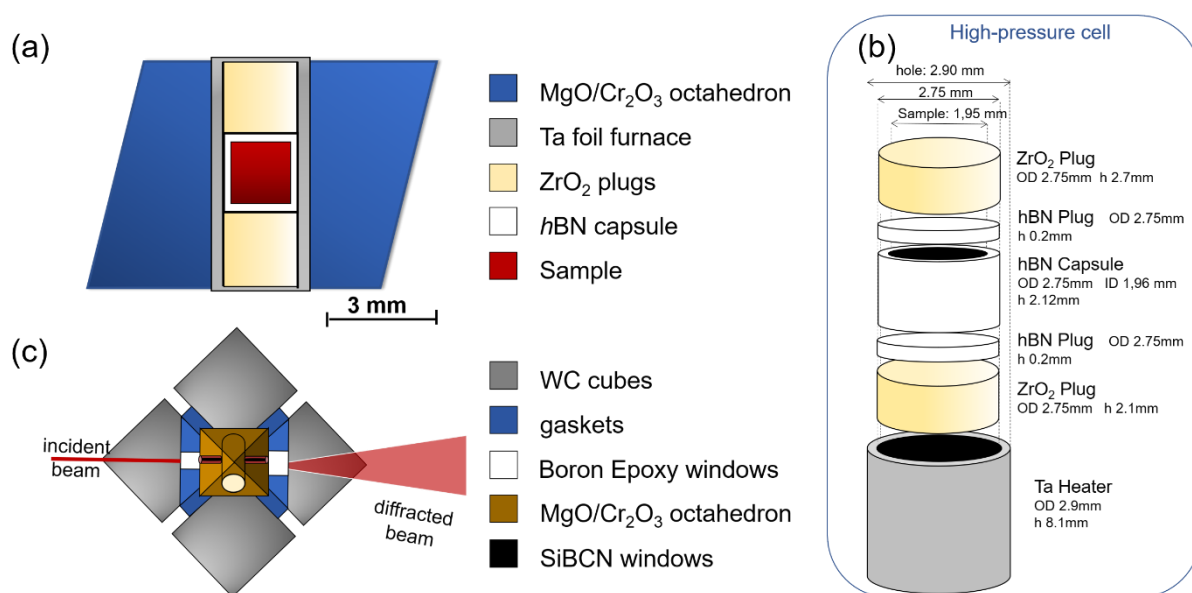 (a)
MgO/Cr₂O₃ octahedron
Ta foil furnace
ZrO₂ plugs
hBN capsule
Sample
3 mm
(b)
High-pressure cell
hole: 2.90 mm
2.75 mm
Sample: 1,95 mm
ZrO₂ Plug
OD 2.75mm h 2.7mm
hBN Plug OD 2.75mm
h 0.2mm
hBN Capsule
OD 2.75mm ID 1,96 mm
h 2.12mm
hBN Plug OD 2.75mm
h 0.2mm
ZrO₂ Plug
OD 2.75mm h 2.1mm
Ta Heater
OD 2.9mm
h 8.1mm
(c)
incident
beam
diffracted
beam
WC cubes
gaskets
Boron Epoxy windows
MgO/Cr₂O₃ octahedron
SiBCN windows